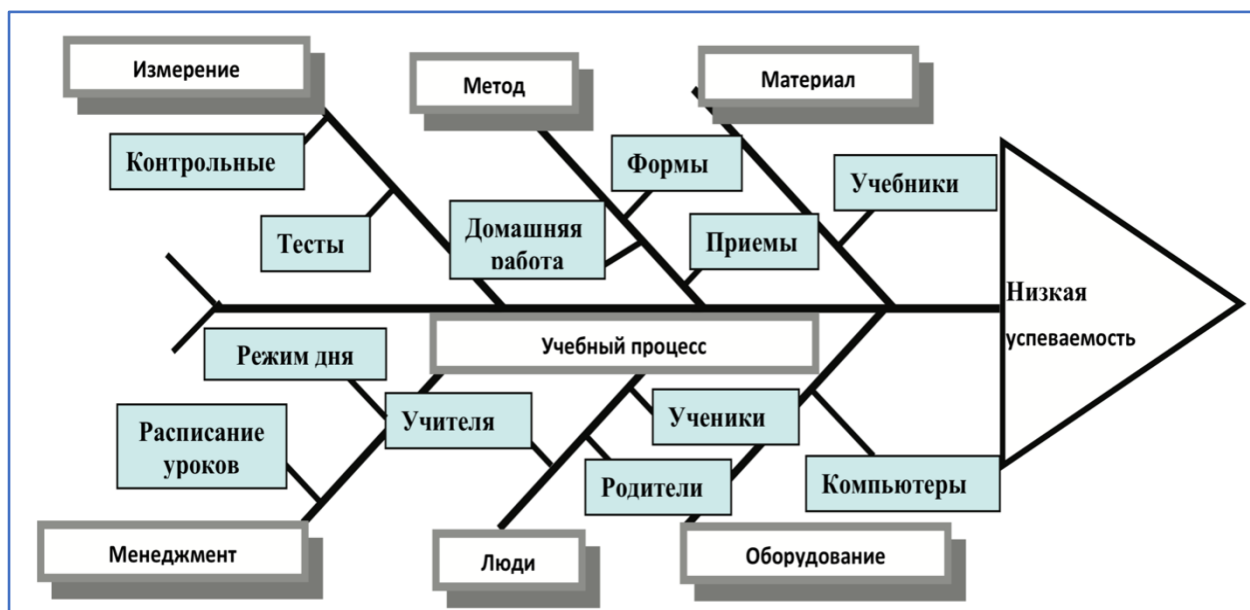 Измерение
Метод
Материал
Контрольные
Формы
Учебники
Тесты
Домашняя
работа
Приемы
Низкая
успеваемость
Учебный процесс
Режим дня
Расписание
уроков
Учителя
Ученики
Родители
Компьютеры
Менеджмент
Люди
Оборудование